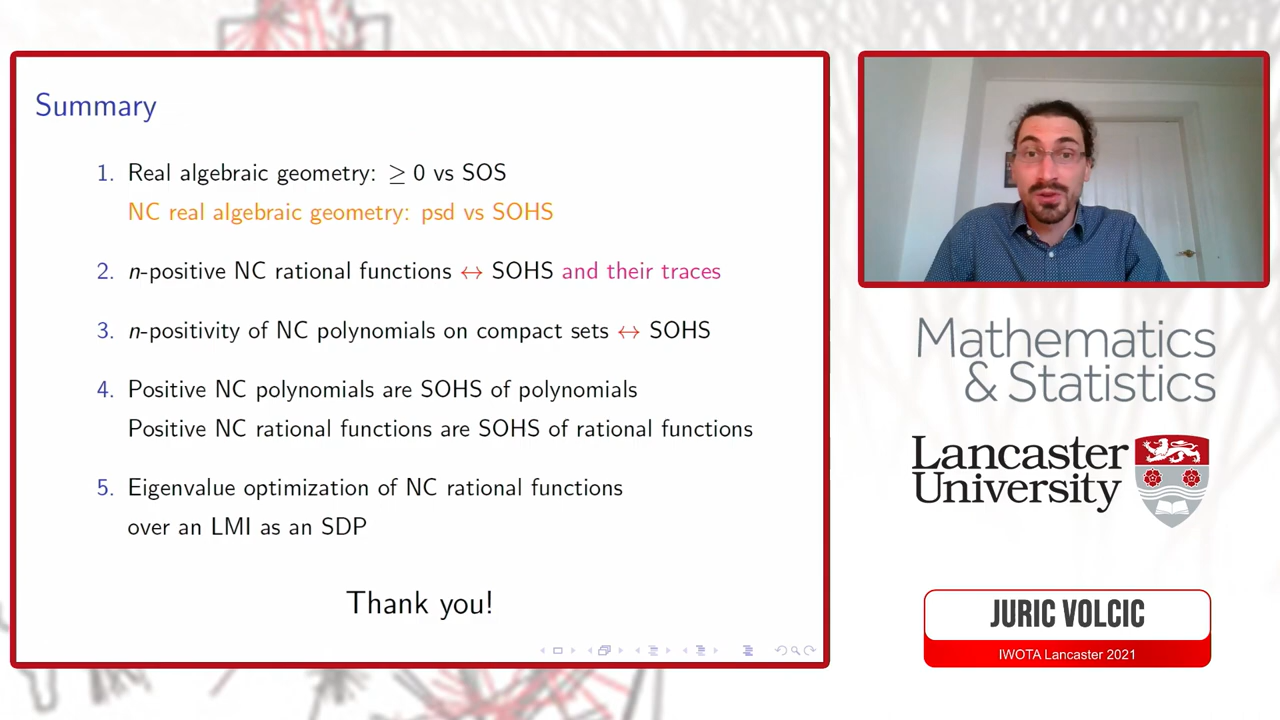 Summary
1. Real algebraic geometry: ≥ 0 vs SOS
NC real algebraic geometry: psd vs SOHS
2. n-positive NC rational functions ↔ SOHS and their traces
3. n-positivity of NC polynomials on compact sets ↔ SOHS
4. Positive NC polynomials are SOHS of polynomials
Positive NC rational functions are SOHS of rational functions
5. Eigenvalue optimization of NC rational functions
over an LMI as an SDP
Thank you!
Mathematics
& Statistics
Lancaster
University
JURIC VOLCIC
IWOTA Lancaster 2021